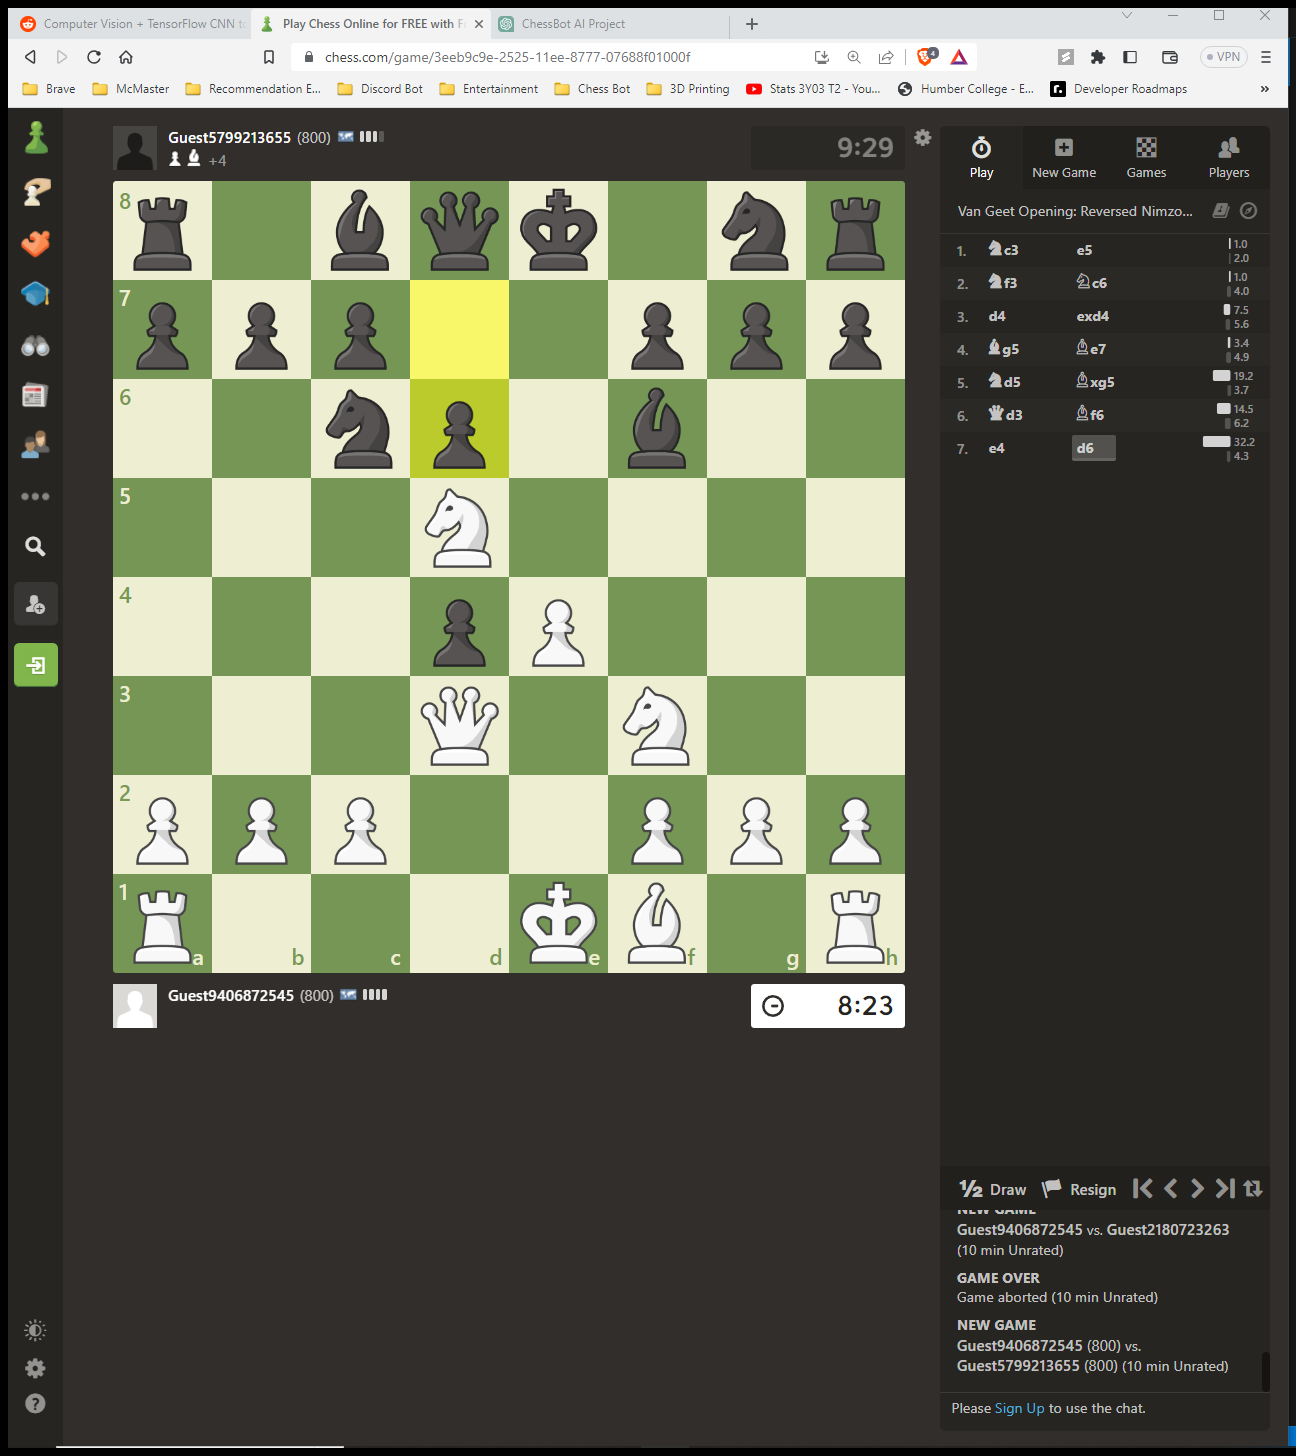 Computer Vision + TensorFlow CNN to
Play Chess Online for FREE with F
ChessBot AI Project
chess.com/game/3eeb9c9e-2525-11ee-8777-07688f01000f
4
VPN
Brave
McMaster
Recommendation E...
Discord Bot
Entertainment
Chess Bot
3D Printing
Stats 3Y03 T2 - You...
Humber College - E...
Developer Roadmaps
»
Guest5799213655 (800)
+4
9:29
8
7
6
5
4
3
2
1
a b c d e f g h
Guest9406872545 (800)
8:23
Play
New Game
Games
Players
Van Geet Opening: Reversed Nimzo...
1. c3 e5 1.0
2.0
2. f3 c6 1.0
4.0
3. d4 exd4 7.5
5.6
4. g5 e7 3.4
4.9
5. d5 xg5 19.2
3.7
6. d3 f6 14.5
6.2
7. e4 d6 32.2
4.3
½ Draw Resign
NEW GAME
Guest9406872545 vs. Guest2180723263
(10 min Unrated)
GAME OVER
Game aborted (10 min Unrated)
NEW GAME
Guest9406872545 (800) vs.
Guest5799213655 (800) (10 min Unrated)
Please Sign Up to use the chat.